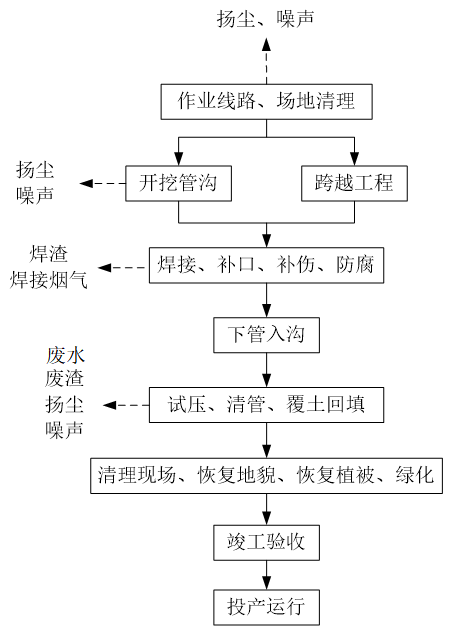 扬尘、噪声
作业线路、场地清理
扬尘
噪声
开挖管沟
跨越工程
焊渣
焊接烟气
焊接、补口、补伤、防腐
下管入沟
废水
废渣
扬尘
噪声
试压、清管、覆土回填
清理现场、恢复地貌、恢复植被、绿化
竣工验收
投产运行